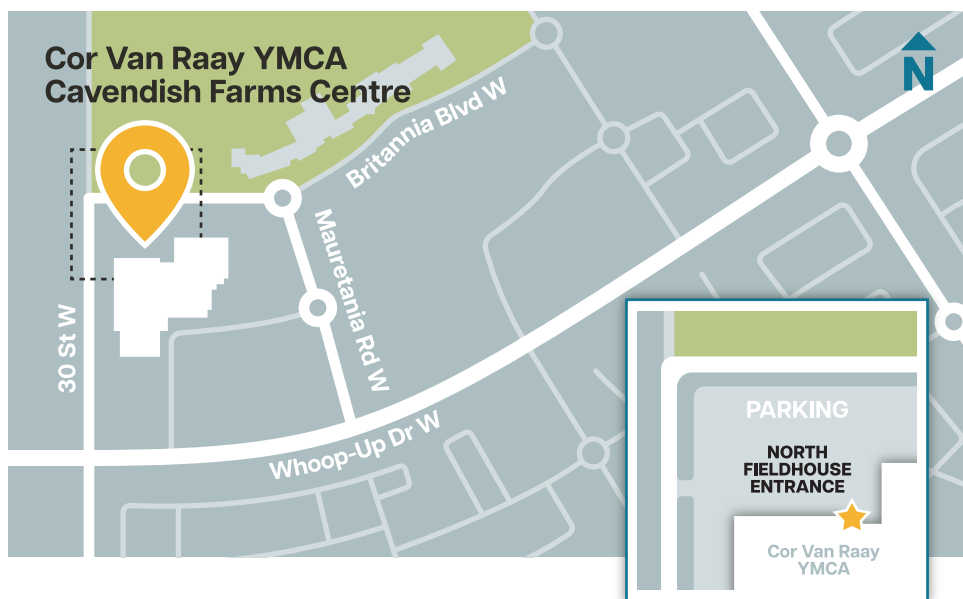 Cor Van Raay YMCA
Cavendish Farms Centre
N
Britannia Blvd W
Mauretania Rd W
30 St W
Whoop-Up Dr W
PARKING
NORTH
FIELDHOUSE
ENTRANCE
Cor Van Raay
YMCA